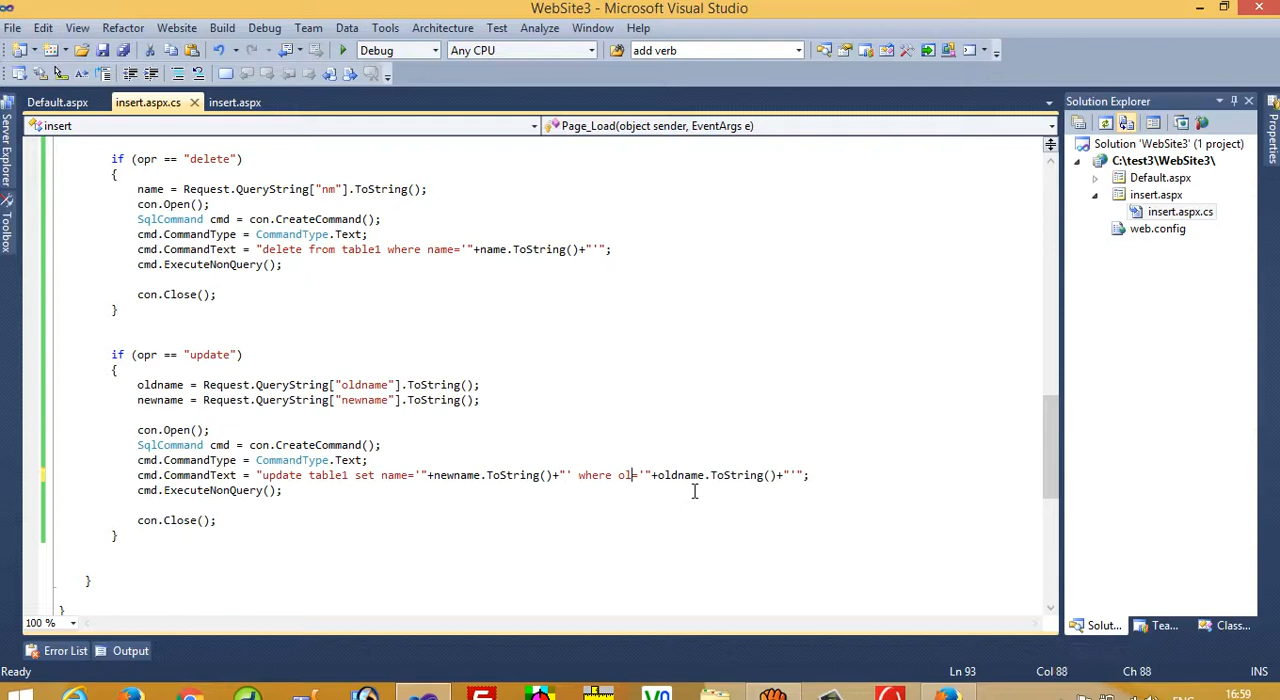 WebSite3 - Microsoft Visual Studio
File Edit View Refactor Website Build Debug Team Data Tools Architecture Test Analyze Window Help
Debug Any CPU add verb
Default.aspx insert.aspx.cs insert.aspx
insert Page_Load(object sender, EventArgs e)
if (opr == "delete")
{
name = Request.QueryString["nm"].ToString();
con.Open();
SqlCommand cmd = con.CreateCommand();
cmd.CommandType = CommandType.Text;
cmd.CommandText = "delete from table1 where name='"+name.ToString()+"'";
cmd.ExecuteNonQuery();
con.Close();
}
if (opr == "update")
{
oldname = Request.QueryString["oldname"].ToString();
newname = Request.QueryString["newname"].ToString();
con.Open();
SqlCommand cmd = con.CreateCommand();
cmd.CommandType = CommandType.Text;
cmd.CommandText = "update table1 set name='"+newname.ToString()+"' where ol='"+oldname.ToString()+"'";
cmd.ExecuteNonQuery();
con.Close();
}
}
}
100 %
Server Explorer
Toolbox
Solution Explorer
Solution 'WebSite3' (1 project)
C:\test3\WebSite3\
Default.aspx
insert.aspx
insert.aspx.cs
web.config
Solut... Tea... Class...
Properties
Error List Output
Ready Ln 93 Col 88 Ch 88 INS
16:59